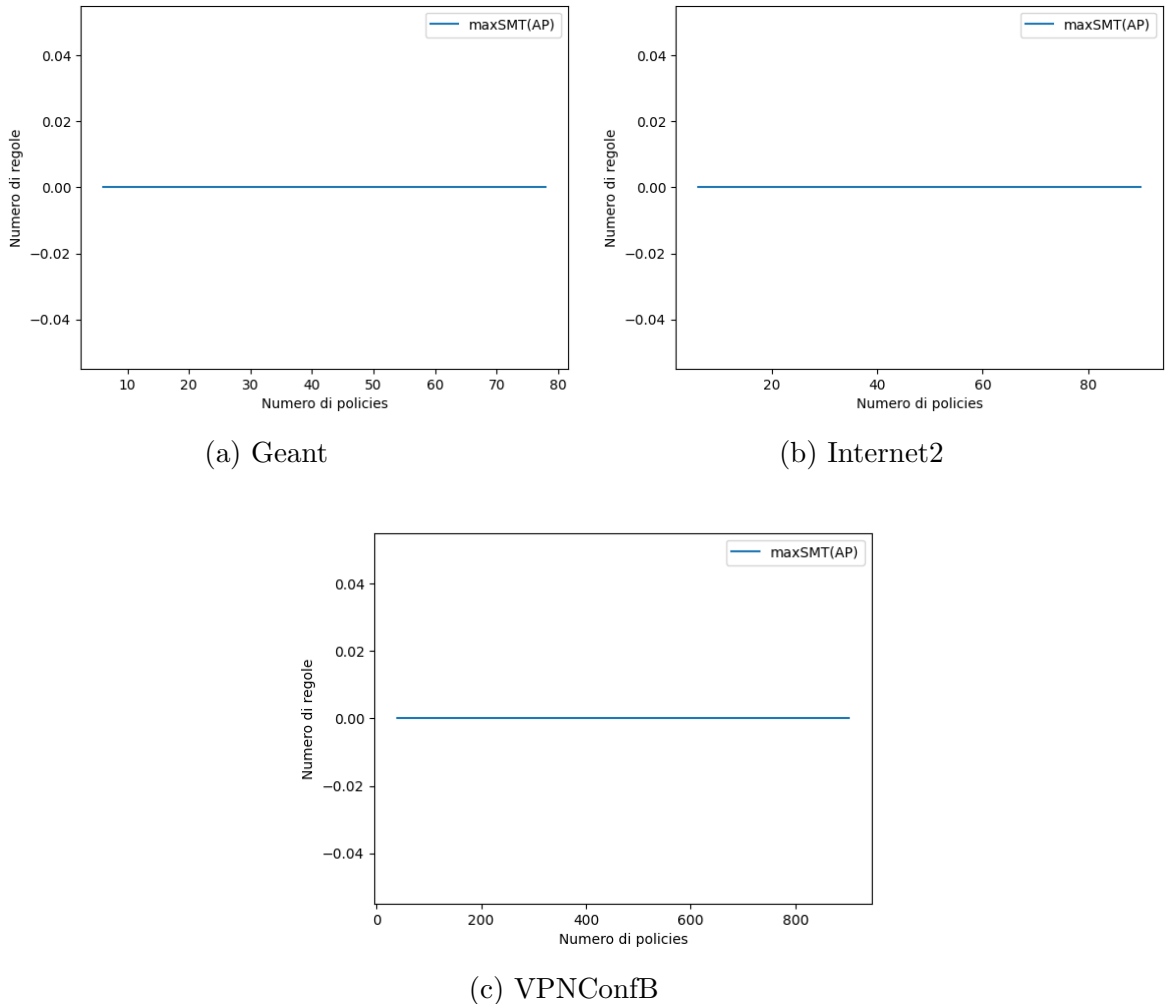 maxSMT(AP)
0.04
0.02
0.00
−0.02
−0.04
Numero di regole
10 20 30 40 50 60 70 80
Numero di policies
(a) Geant
maxSMT(AP)
0.04
0.02
0.00
−0.02
−0.04
Numero di regole
20 40 60 80
Numero di policies
(b) Internet2
maxSMT(AP)
0.04
0.02
0.00
−0.02
−0.04
Numero di regole
0 200 400 600 800
Numero di policies
(c) VPNConfB